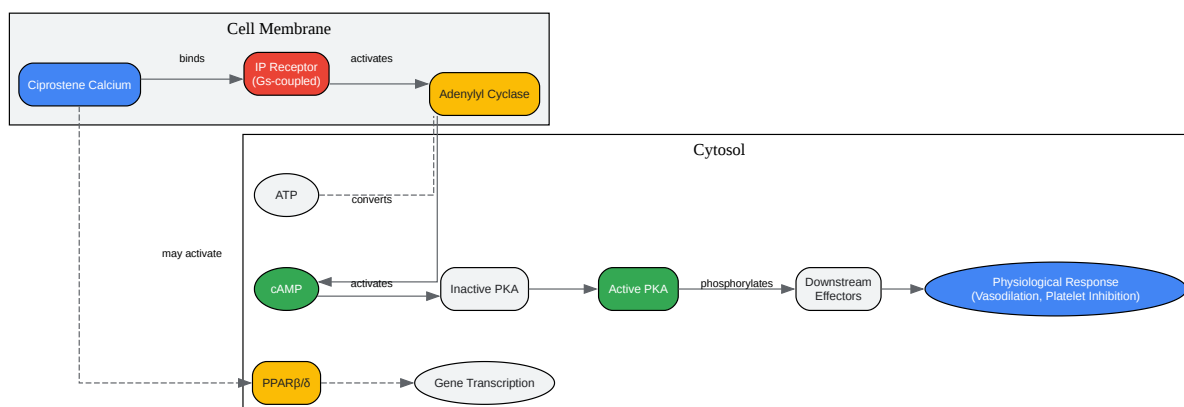 Cell Membrane
binds
activates
Ciprostene Calcium
IP Receptor
(Gs-coupled)
Adenylyl Cyclase
Cytosol
ATP
converts
may activate
cAMP
activates
Inactive PKA
Active PKA
phosphorylates
Downstream
Effectors
Physiological Response
(Vasodilation, Platelet Inhibition)
PPARβ/δ
Gene Transcription